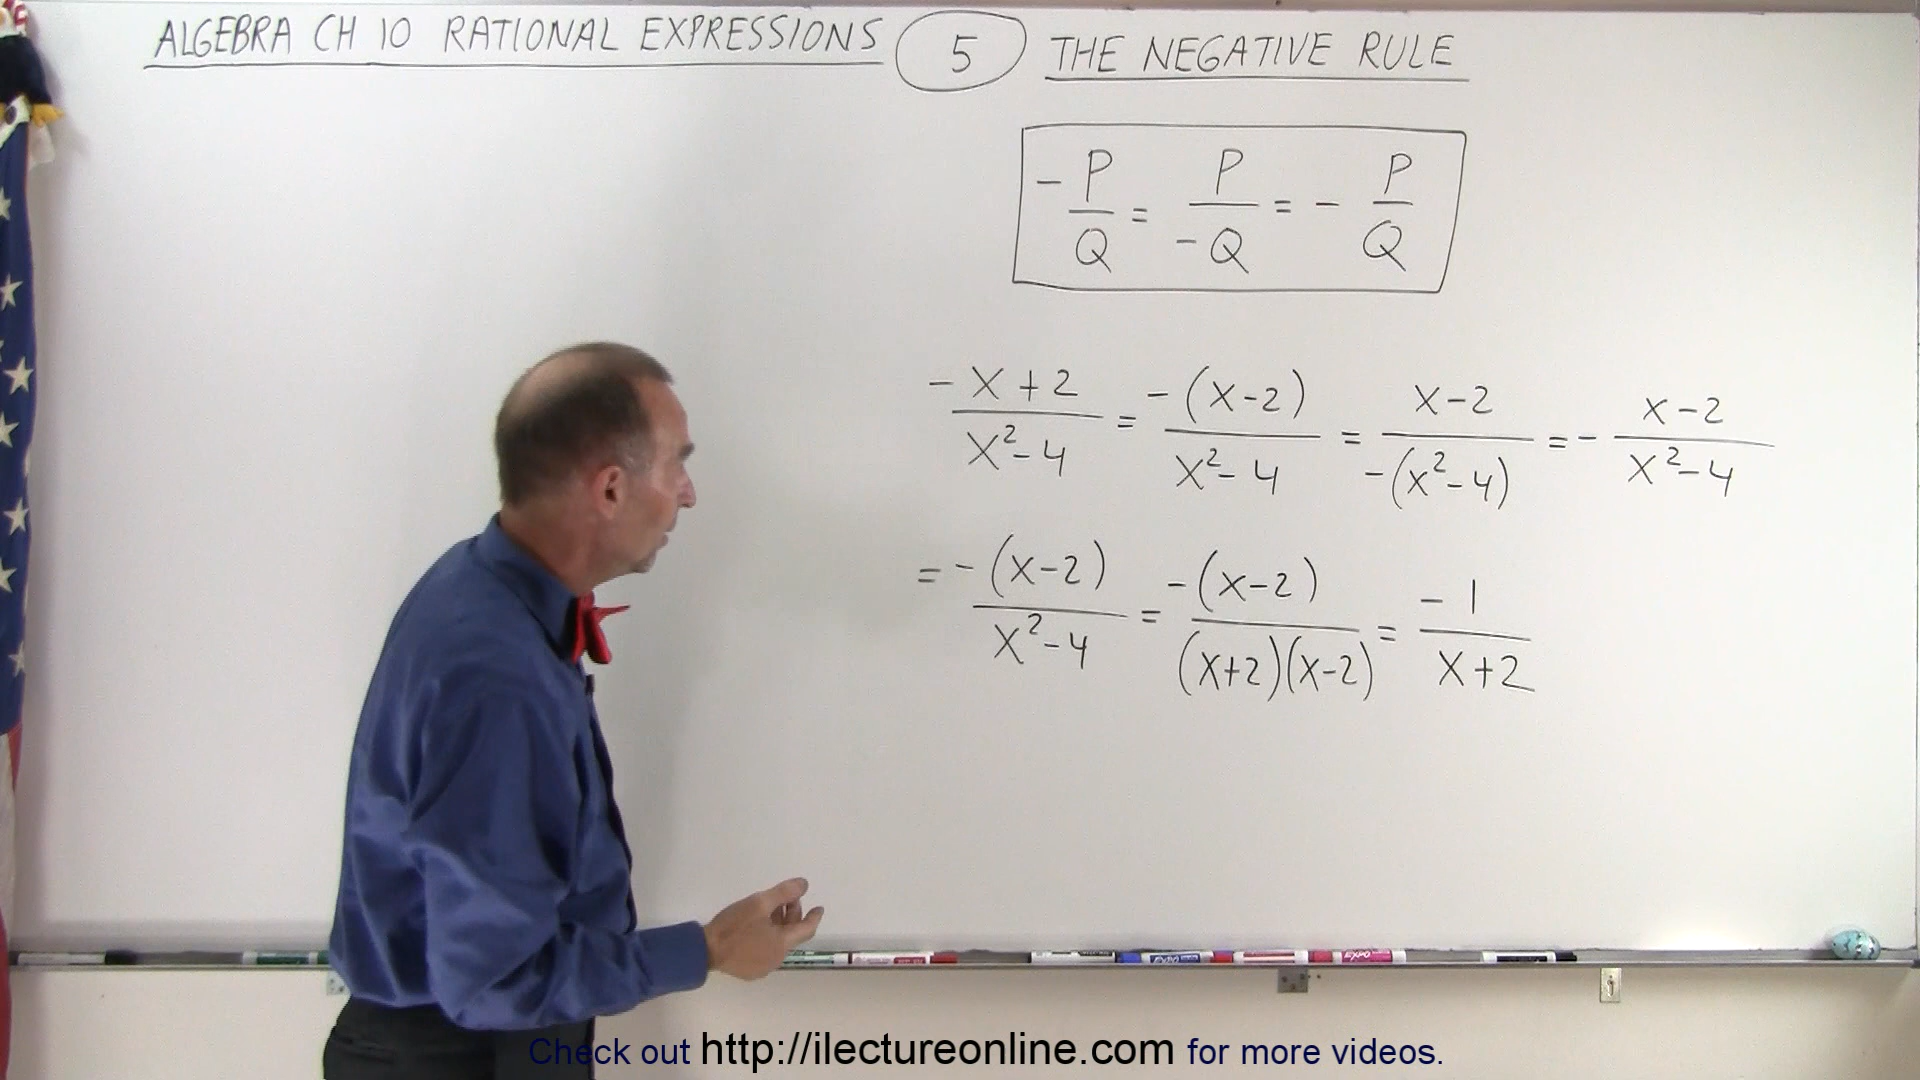 ALGEBRA CH 10 RATIONAL EXPRESSIONS 5 THE NEGATIVE RULE
-P/Q = P/-Q = - P/Q
-x+2/x²-4 = -(x-2)/x²-4 = x-2/-(x²-4) = - x-2/x²-4
= -(x-2)/x²-4 = -(x-2)/(x+2)(x-2) = -1/x+2
EXPO
Check out http://ilectureonline.com for more videos.